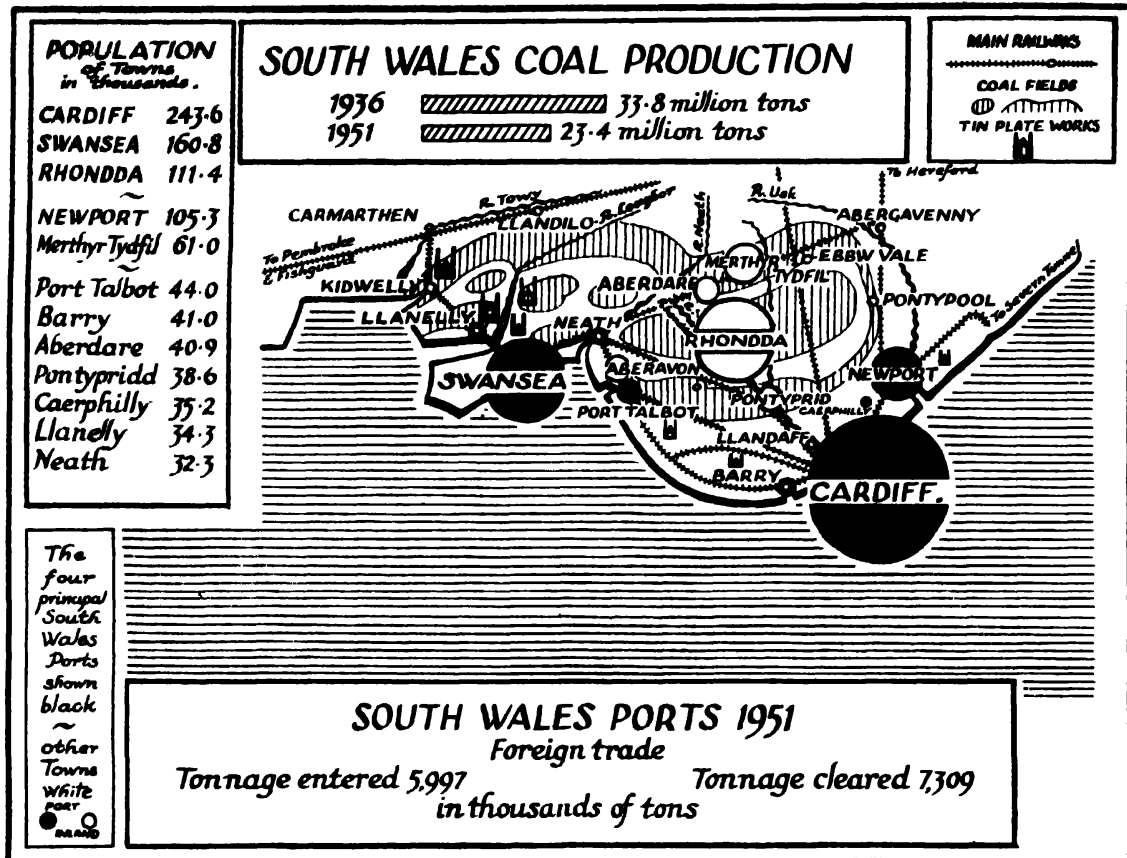 POPULATION
of Towns
in thousands.
CARDIFF 243·6
SWANSEA 160·8
RHONDDA 111·4
~
NEWPORT 105·3
Merthyr Tydfil 61·0
~
Port Talbot 44·0
Barry 41·0
Aberdare 40·9
Pontypridd 38·6
Caerphilly 35·2
Llanelly 34·3
Neath 32·3
SOUTH WALES COAL PRODUCTION
1936 33·8 million tons
1951 23·4 million tons
MAIN RAILWAYS
COAL FIELDS
TIN PLATE WORKS
To Hereford
R. Usk
R. Neath
R. Towy
R. Loughor
CARMARTHEN
LLANDILO
ABERGAVENNY
To Pembroke
& Fishguard
MERTHYR
TYDFIL
EBBW VALE
KIDWELLY
ABERDARE
PONTYPOOL
LLANELLY
NEATH
To Severn Tunnel
RHONDDA
SWANSEA
ABERAVON
NEWPORT
PORT TALBOT
PONTYPRID
CAERPHILLY
LLANDAFF
BARRY
CARDIFF.
The
four
principal
South
Wales
Ports
shown
black
~
other
Towns
white
PORT
INLAND
SOUTH WALES PORTS 1951
Foreign trade
Tonnage entered 5,997 Tonnage cleared 7,309
in thousands of tons